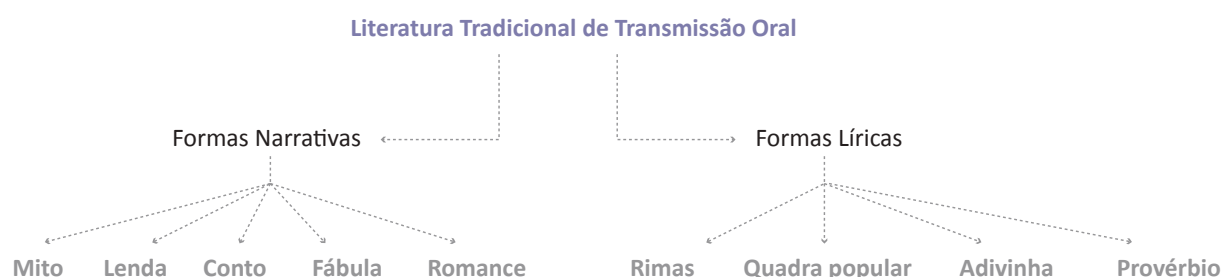 Literatura Tradicional de Transmissão Oral
Formas Narrativas Formas Líricas
Mito Lenda Conto Fábula Romance Rimas Quadra popular Adivinha Provérbio